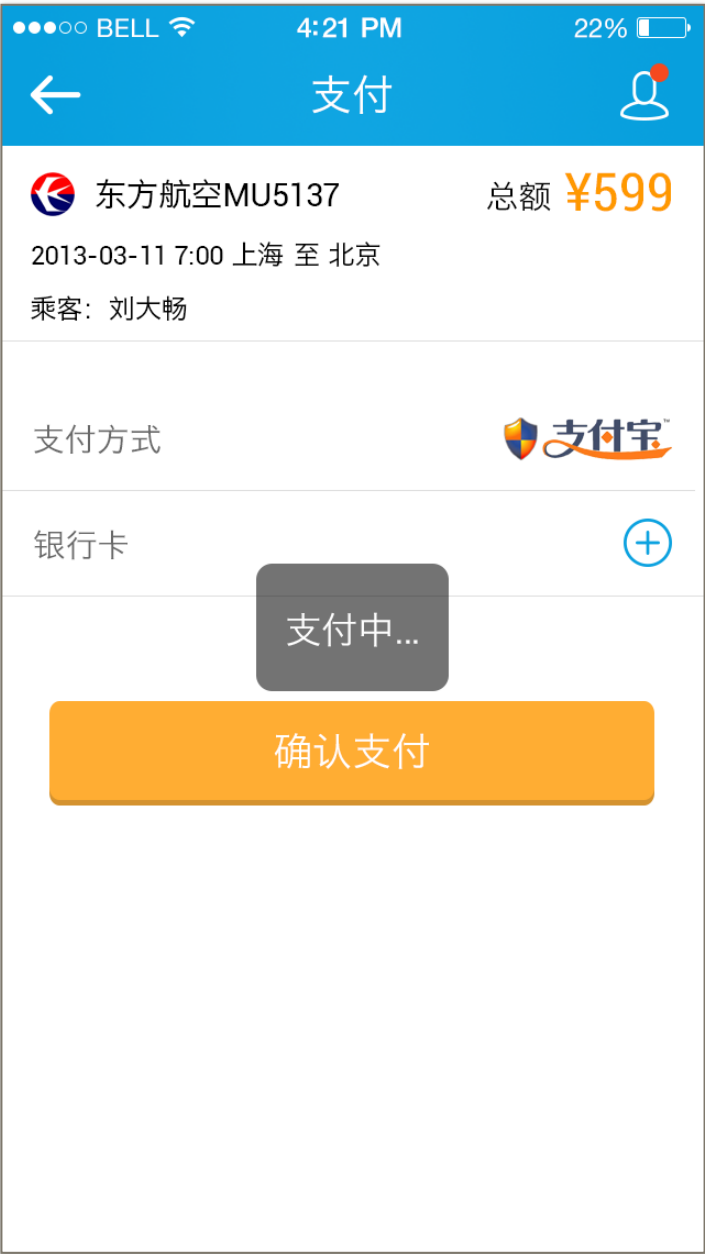 BELL 4:21 PM 22%
支付
东方航空MU5137 总额 ¥599
2013-03-11 7:00 上海 至 北京
乘客：刘大畅
支付方式 支付宝™
银行卡
支付中...
确认支付